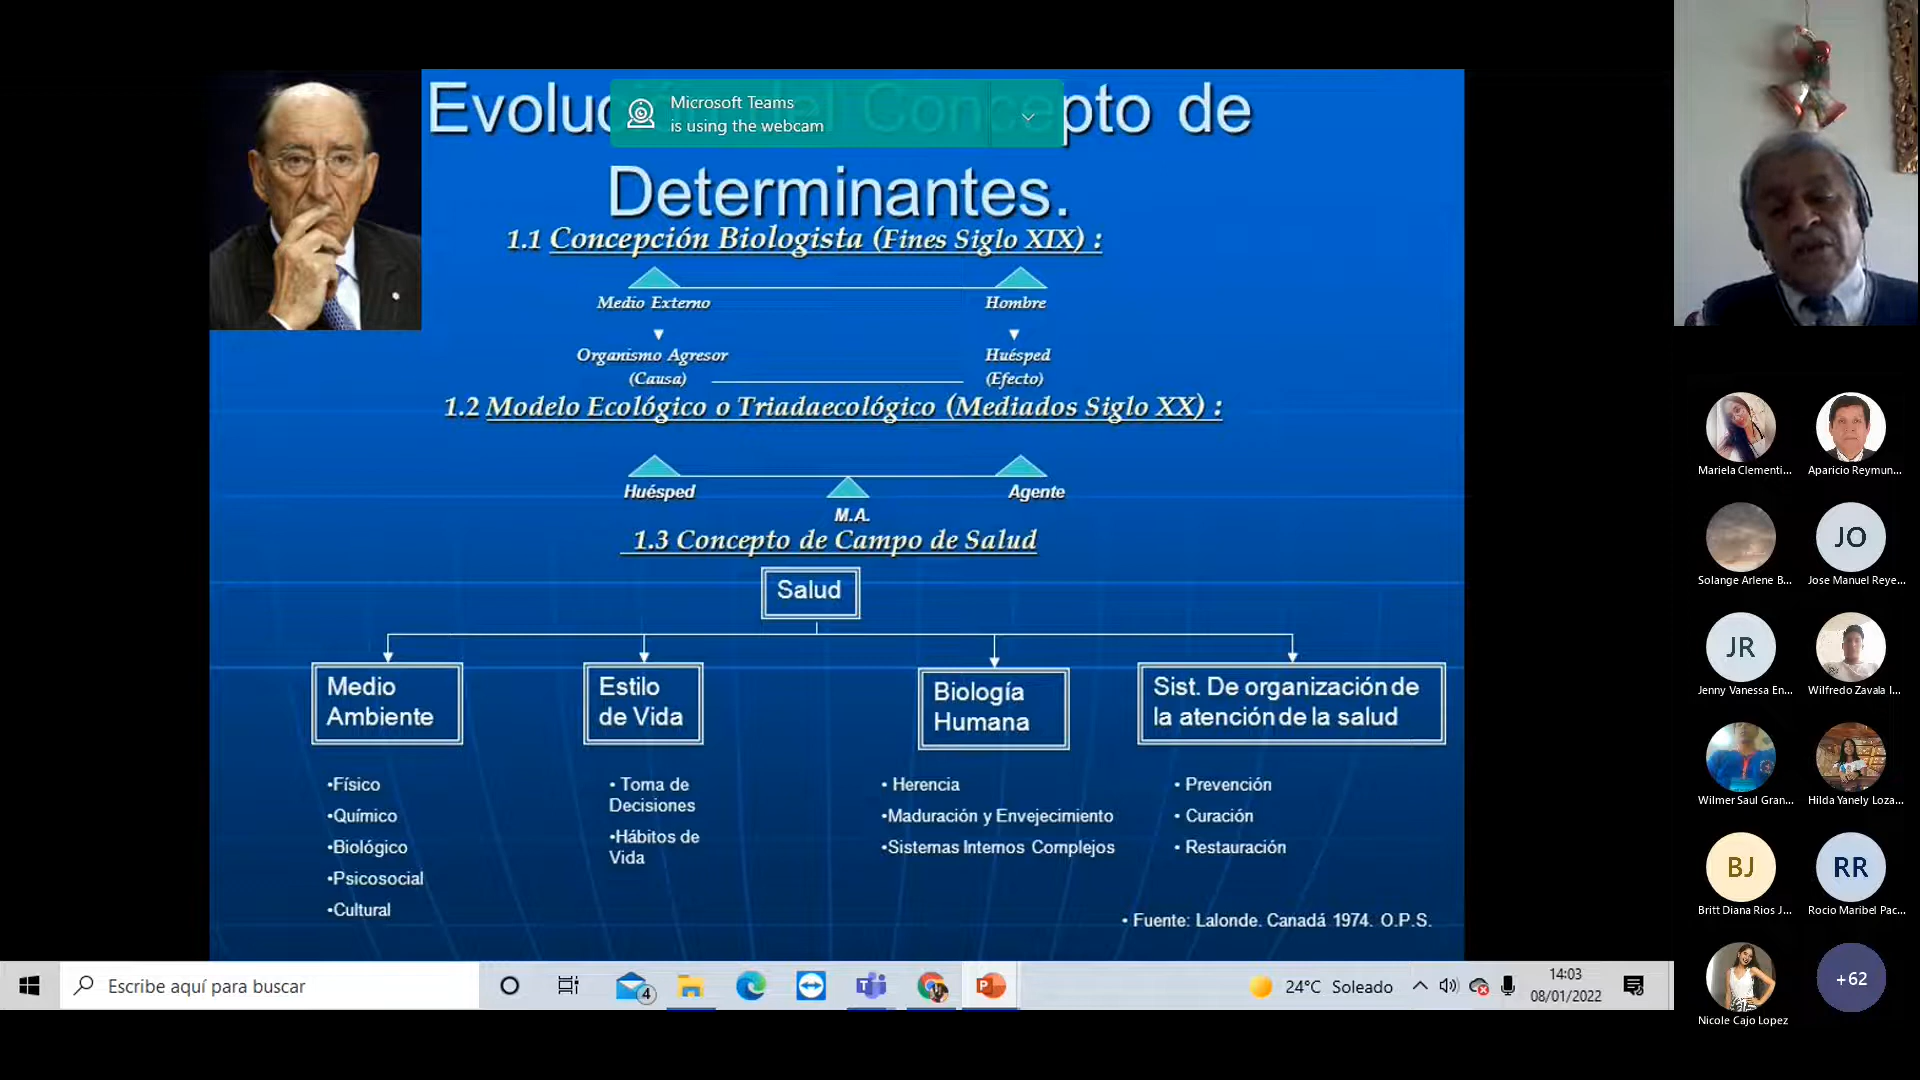 Evoluc del Concepto de
Microsoft Teams
is using the webcam
Determinantes.
1.1 Concepción Biologista (Fines Siglo XIX) :
Medio Externo
Hombre
Organismo Agresor
(Causa)
Huésped
(Efecto)
1.2 Modelo Ecológico o Triadaecológico (Mediados Siglo XX) :
Huésped
Agente
M.A.
1.3 Concepto de Campo de Salud
Salud
Medio
Ambiente
Estilo
de Vida
Biología
Humana
Sist. De organización de
la atención de la salud
•Físico
•Químico
•Biológico
•Psicosocial
•Cultural
• Toma de
Decisiones
•Hábitos de
Vida
• Herencia
•Maduración y Envejecimiento
•Sistemas Internos Complejos
• Prevención
• Curación
• Restauración
• Fuente: Lalonde. Canadá 1974. O.P.S.
Mariela Clementi...
Aparicio Reymun...
JO
Solange Arlene B...
Jose Manuel Reye...
JR
Jenny Vanessa En...
Wilfredo Zavala I...
Wilmer Saul Gran...
Hilda Yanely Loza...
BJ
RR
Britt Diana Rios J...
Rocio Maribel Pac...
+62
Nicole Cajo Lopez
Escribe aquí para buscar
4
24°C Soleado
14:03
08/01/2022